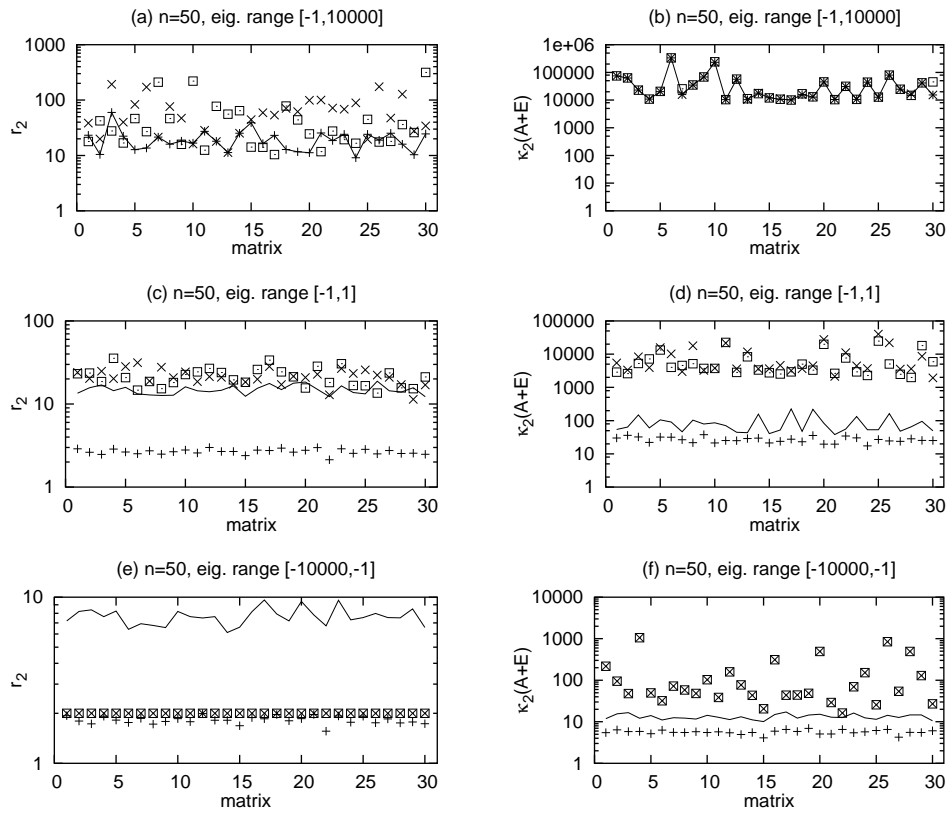 (a) n=50, eig. range [-1,10000]
1000
100
10
1
r2
0 5 10 15 20 25 30
matrix
(b) n=50, eig. range [-1,10000]
1e+06
100000
10000
1000
100
10
1
κ2(A+E)
0 5 10 15 20 25 30
matrix
(c) n=50, eig. range [-1,1]
100
10
1
r2
0 5 10 15 20 25 30
matrix
(d) n=50, eig. range [-1,1]
100000
10000
1000
100
10
1
κ2(A+E)
0 5 10 15 20 25 30
matrix
(e) n=50, eig. range [-10000,-1]
10
1
r2
0 5 10 15 20 25 30
matrix
(f) n=50, eig. range [-10000,-1]
10000
1000
100
10
1
κ2(A+E)
0 5 10 15 20 25 30
matrix